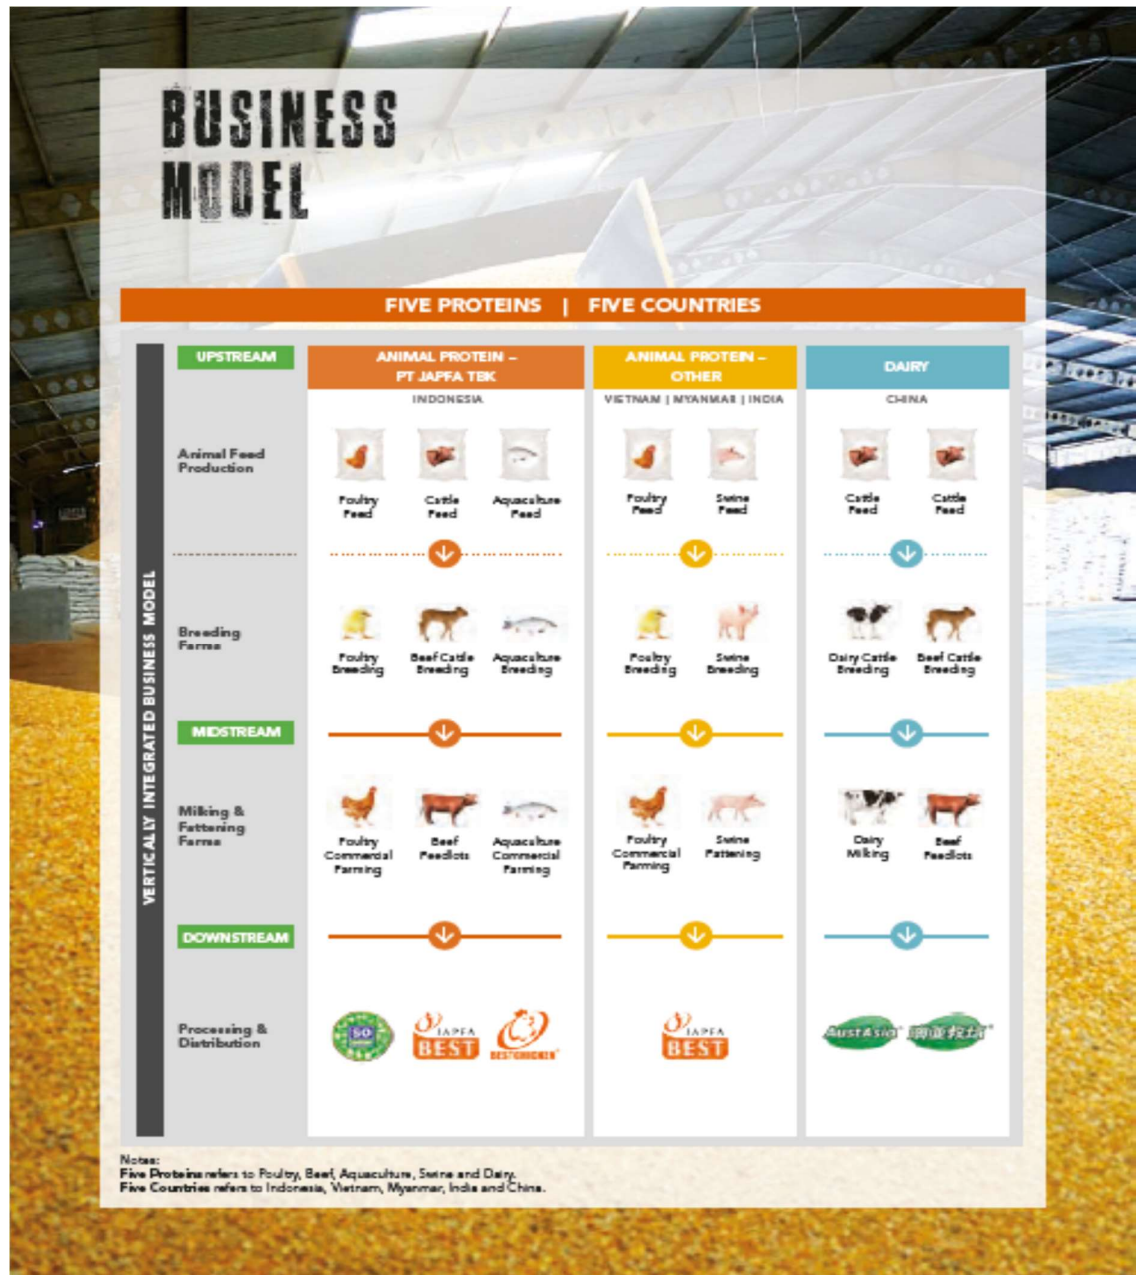 BUSINESS
MODEL
FIVE PROTEINS | FIVE COUNTRIES
VERTICALLY INTEGRATED BUSINESS MODEL
UPSTREAM
ANIMAL PROTEIN –
PT JAPFA TBK
ANIMAL PROTEIN –
OTHER
DAIRY
INDONESIA
VIETNAM | MYANMAR | INDIA
CHINA
Animal Feed
Production
Poultry
Feed
Cattle
Feed
Aquaculture
Feed
Poultry
Feed
Swine
Feed
Cattle
Feed
Cattle
Feed
Breeding
Farms
Poultry
Breeding
Beef Cattle
Breeding
Aquaculture
Breeding
Poultry
Breeding
Swine
Breeding
Dairy Cattle
Breeding
Beef Cattle
Breeding
MIDSTREAM
Milking &
Fattening
Farms
Poultry
Commercial
Farming
Beef
Feedlots
Aquaculture
Commercial
Farming
Poultry
Commercial
Farming
Swine
Fattening
Dairy
Milking
Beef
Feedlots
DOWNSTREAM
Processing &
Distribution
SO
JAPFA
BEST
BESTCHICKEN
JAPFA
BEST
AustAsia
Notes:
Five Proteins refers to Poultry, Beef, Aquaculture, Swine and Dairy.
Five Countries refers to Indonesia, Vietnam, Myanmar, India and China.